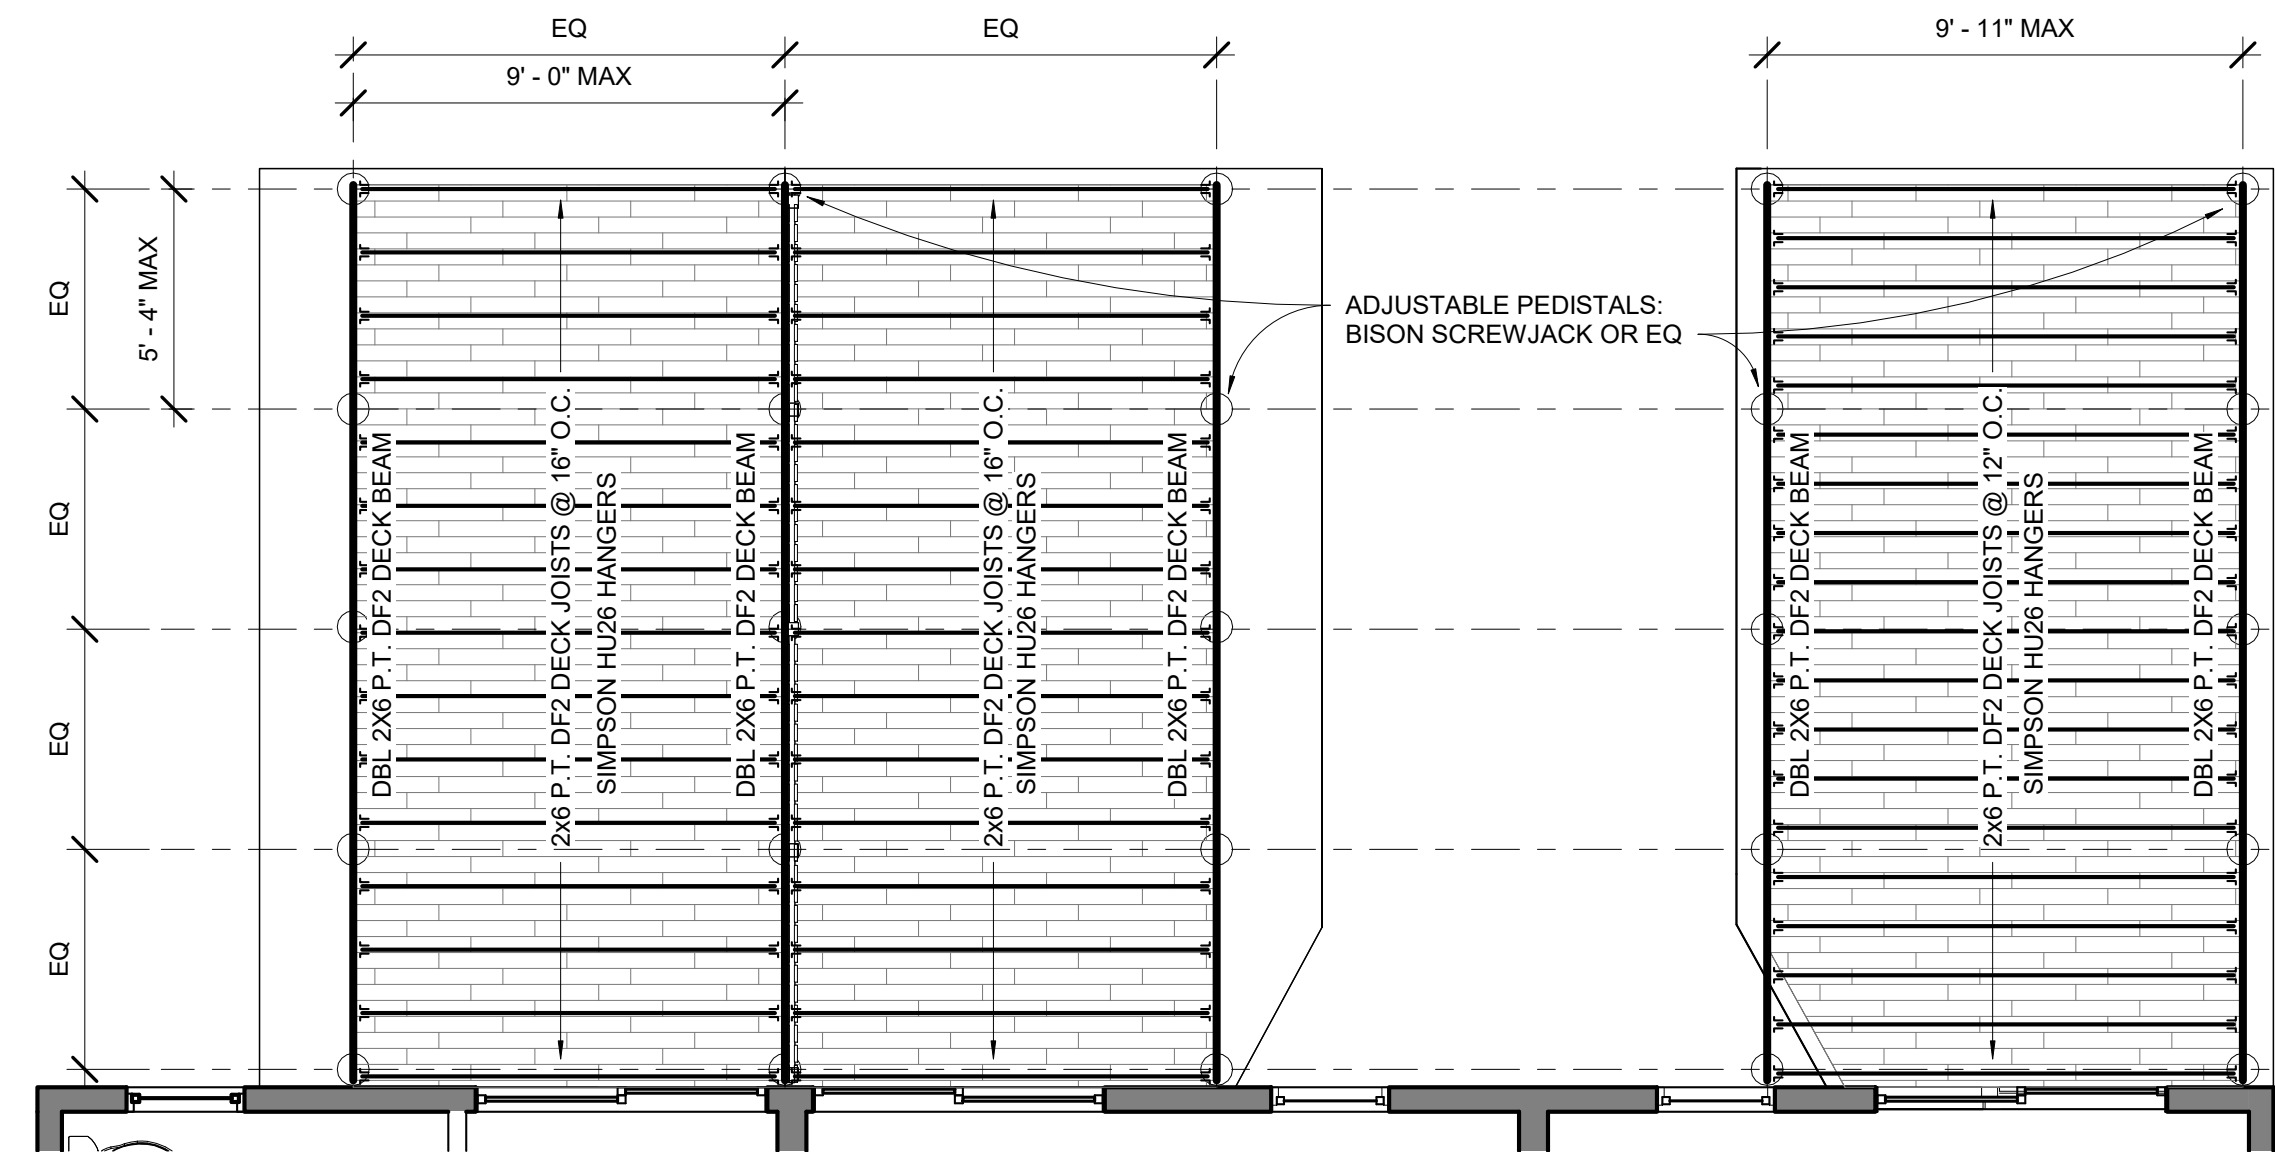 EQ
EQ
9' - 11" MAX
9' - 0" MAX
EQ
5' - 4" MAX
EQ
EQ
EQ
ADJUSTABLE PEDISTALS:
BISON SCREWJACK OR EQ
DBL 2X6 P.T. DF2 DECK BEAM
2x6 P.T. DF2 DECK JOISTS @ 16" O.C.
SIMPSON HU26 HANGERS
DBL 2X6 P.T. DF2 DECK BEAM
2x6 P.T. DF2 DECK JOISTS @ 16" O.C.
SIMPSON HU26 HANGERS
DBL 2X6 P.T. DF2 DECK BEAM
DBL 2X6 P.T. DF2 DECK BEAM
2x6 P.T. DF2 DECK JOISTS @ 12" O.C.
SIMPSON HU26 HANGERS
DBL 2X6 P.T. DF2 DECK BEAM